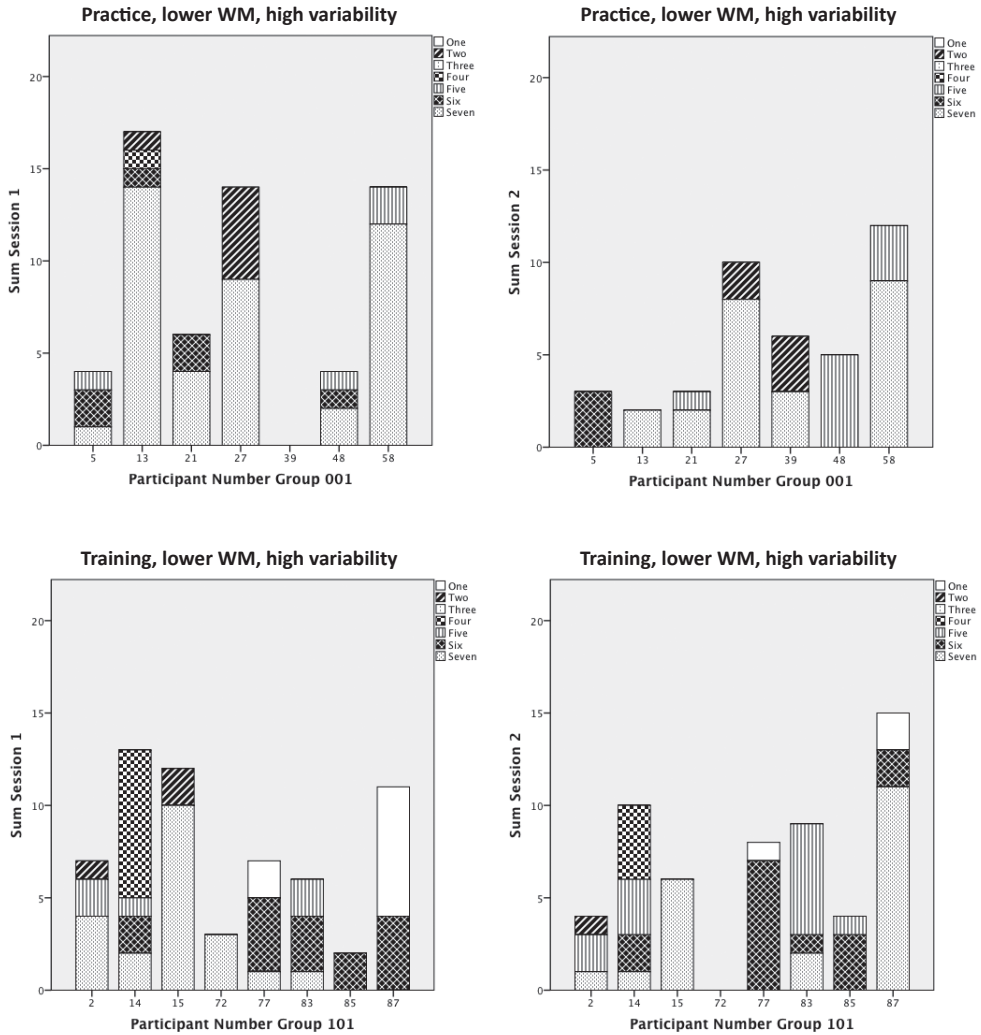 Practice, lower WM, high variability
One
Two
Three
Four
Five
Six
Seven
20
15
10
5
0
Sum Session 1
5 13 21 27 39 48 58
Participant Number Group 001
Practice, lower WM, high variability
One
Two
Three
Four
Five
Six
Seven
20
15
10
5
0
Sum Session 2
5 13 21 27 39 48 58
Participant Number Group 001
Training, lower WM, high variability
One
Two
Three
Four
Five
Six
Seven
20
15
10
5
0
Sum Session 1
2 14 15 72 77 83 85 87
Participant Number Group 101
Training, lower WM, high variability
One
Two
Three
Four
Five
Six
Seven
20
15
10
5
0
Sum Session 2
2 14 15 72 77 83 85 87
Participant Number Group 101